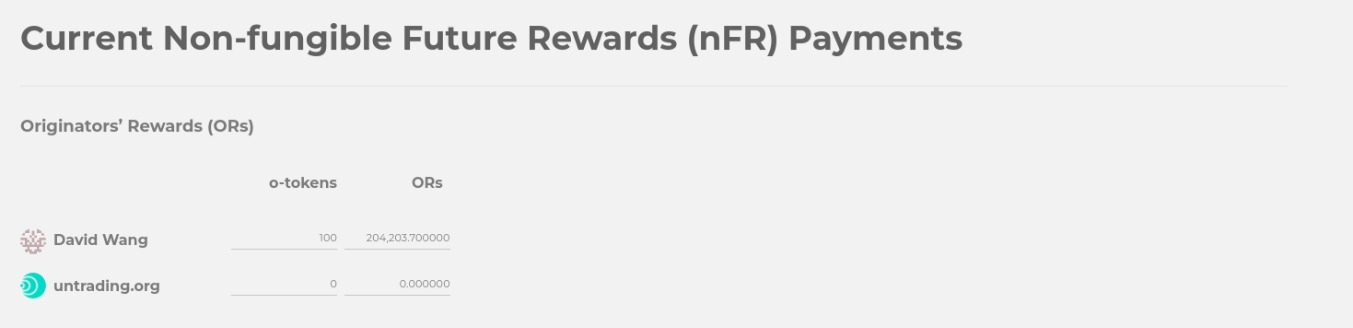 Current Non-fungible Future Rewards (nFR) Payments
Originators’ Rewards (ORs)
o-tokens ORs
David Wang 100 204,203.700000
untrading.org 0 0.000000